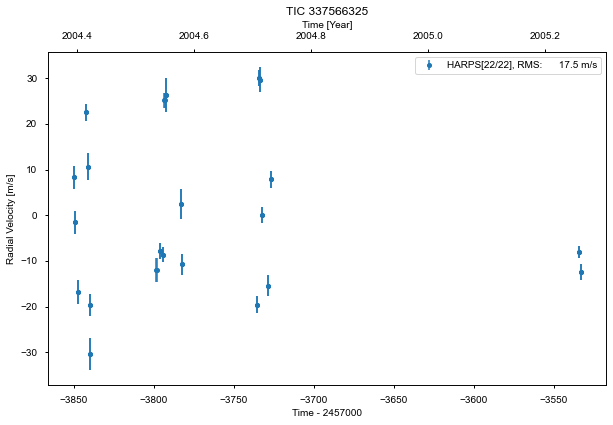 TIC 337566325
Time [Year]
2004.4 2004.6 2004.8 2005.0 2005.2
HARPS[22/22], RMS: 17.5 m/s
Radial Velocity [m/s]
30
20
10
0
−10
−20
−30
−3850 −3800 −3750 −3700 −3650 −3600 −3550
Time - 2457000